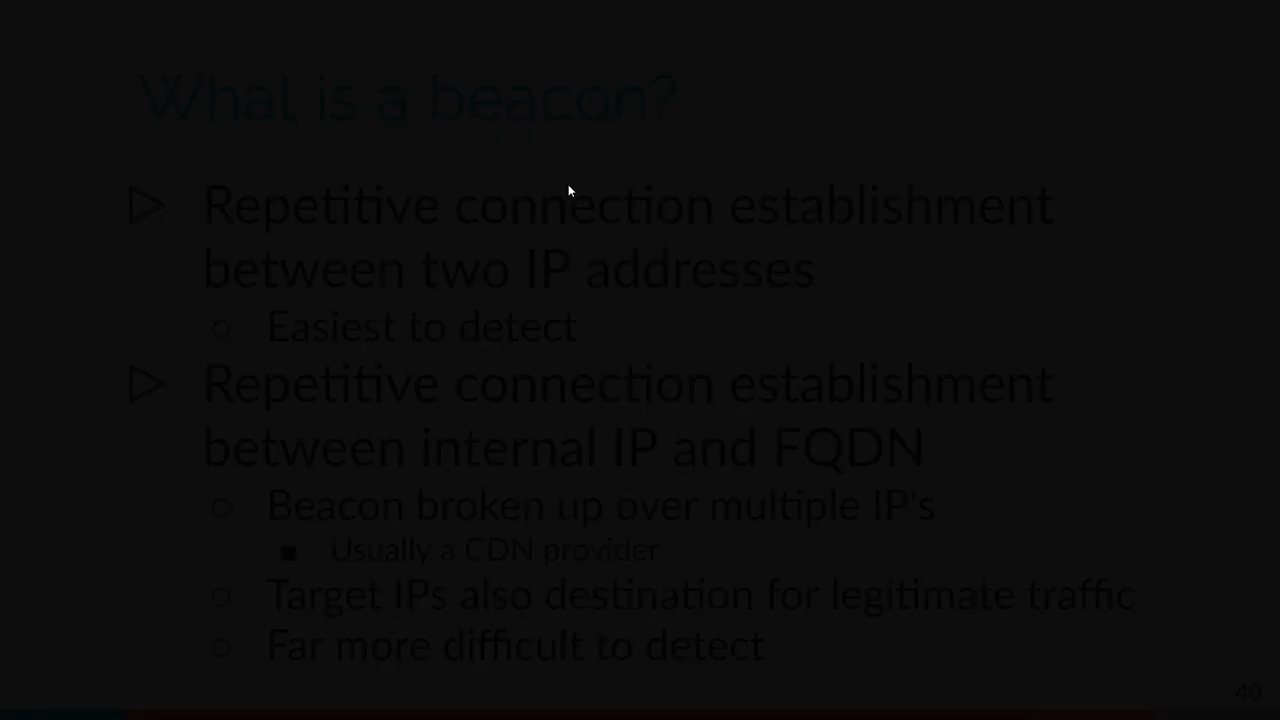 What is a beacon?
Repetitive connection establishment
between two IP addresses
Easiest to detect
Repetitive connection establishment
between internal IP and FQDN
Beacon broken up over multiple IP's
Usually a CDN provider
Target IPs also destination for legitimate traffic
Far more difficult to detect
40